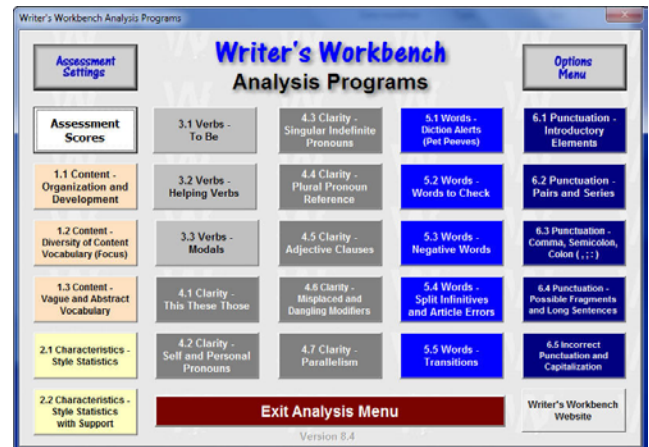 Writer's Workbench Analysis Programs
Assessment
Settings
Writer's Workbench
Analysis Programs
Options
Menu
Assessment
Scores
3.1 Verbs -
To Be
4.3 Clarity -
Singular Indefinite
Pronouns
5.1 Words -
Diction Alerts
(Pet Peeves)
6.1 Punctuation -
Introductory
Elements
1.1 Content -
Organization and
Development
3.2 Verbs -
Helping Verbs
4.4 Clarity -
Plural Pronoun
Reference
5.2 Words -
Words to Check
6.2 Punctuation -
Pairs and Series
1.2 Content -
Diversity of Content
Vocabulary (Focus)
3.3 Verbs -
Modals
4.5 Clarity -
Adjective Clauses
5.3 Words -
Negative Words
6.3 Punctuation -
Comma, Semicolon,
Colon ( , ; : )
1.3 Content -
Vague and Abstract
Vocabulary
4.1 Clarity -
This These Those
4.6 Clarity -
Misplaced and
Dangling Modifiers
5.4 Words -
Split Infinitives
and Article Errors
6.4 Punctuation -
Possible Fragments
and Long Sentences
2.1 Characteristics -
Style Statistics
4.2 Clarity -
Self and Personal
Pronouns
4.7 Clarity -
Parallelism
5.5 Words -
Transitions
6.5 Incorrect
Punctuation and
Capitalization
2.2 Characteristics -
Style Statistics
with Support
Exit Analysis Menu
Writer's Workbench
Website
Version 8.4